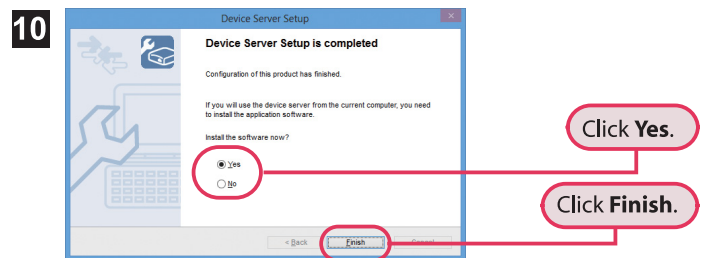 10
Device Server Setup
Device Server Setup is completed
Configuration of this product has finished.
If you will use the device server from the current computer, you need
to install the application software.
Install the software now?
Yes
No
Click Yes.
Click Finish.
< Back
Finish
Cancel